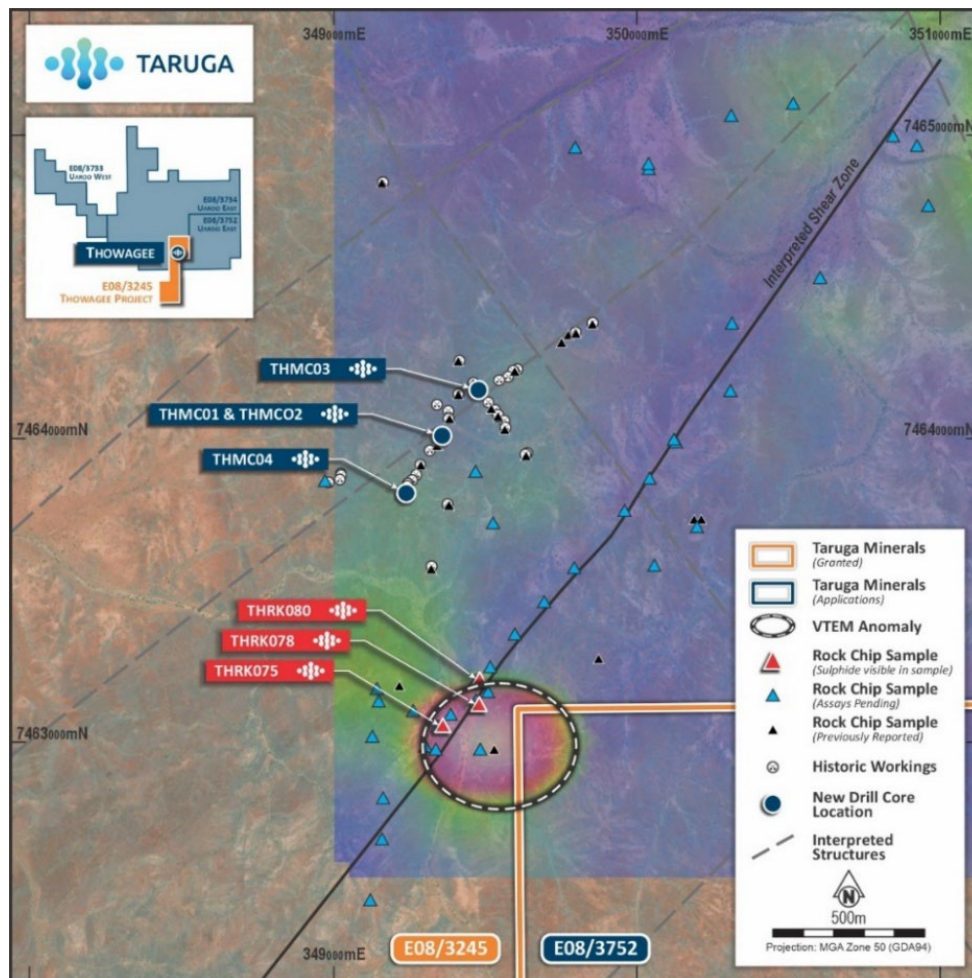 TARUGA
349000mE
350000mE
351000mE
7465000mN
E08/3733
UAROO WEST
E08/3734
UAROO EAST
E08/3752
UAROO EAST
THOWAGEE
E08/3245
THOWAGEE PROJECT
Interpreted Shear Zone
THMC03
THMC01 & THMCO2
7464000mN
7464000mN
THMC04
THRK080
THRK078
THRK075
7463000mN
Taruga Minerals
(Granted)
Taruga Minerals
(Applications)
VTEM Anomaly
Rock Chip Sample
(Sulphide visible in sample)
Rock Chip Sample
(Assays Pending)
Rock Chip Sample
(Previously Reported)
Historic Workings
New Drill Core
Location
Interpreted
Structures
N
500m
Projection: MGA Zone 50 (GDA94)
349000mE
E08/3245
E08/3752